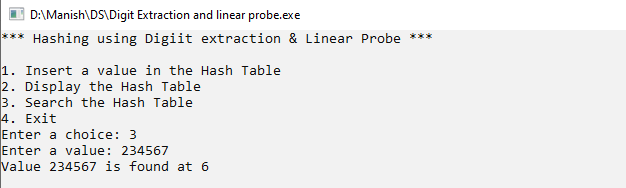 D:\Manish\DS\Digit Extraction and linear probe.exe
*** Hashing using Digiit extraction & Linear Probe ***
1. Insert a value in the Hash Table
2. Display the Hash Table
3. Search the Hash Table
4. Exit
Enter a choice: 3
Enter a value: 234567
Value 234567 is found at 6